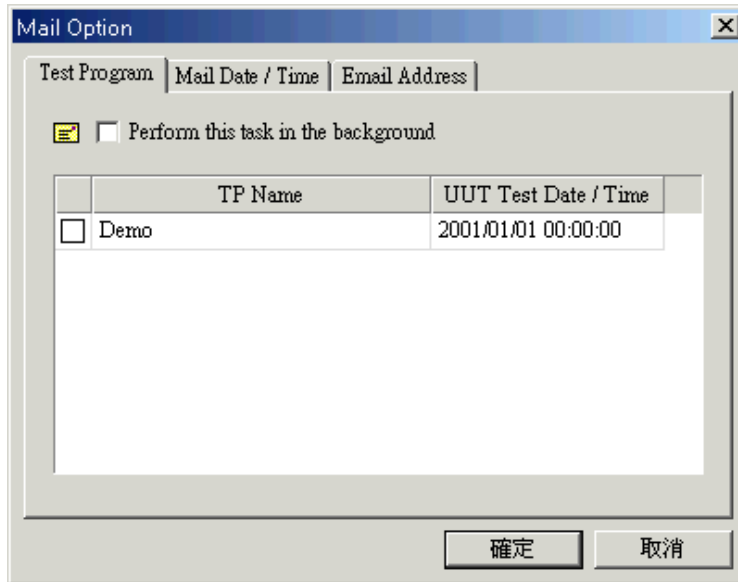 Mail Option
Test Program Mail Date / Time Email Address
Perform this task in the background
TP Name UUT Test Date / Time
Demo 2001/01/01 00:00:00
確定 取消